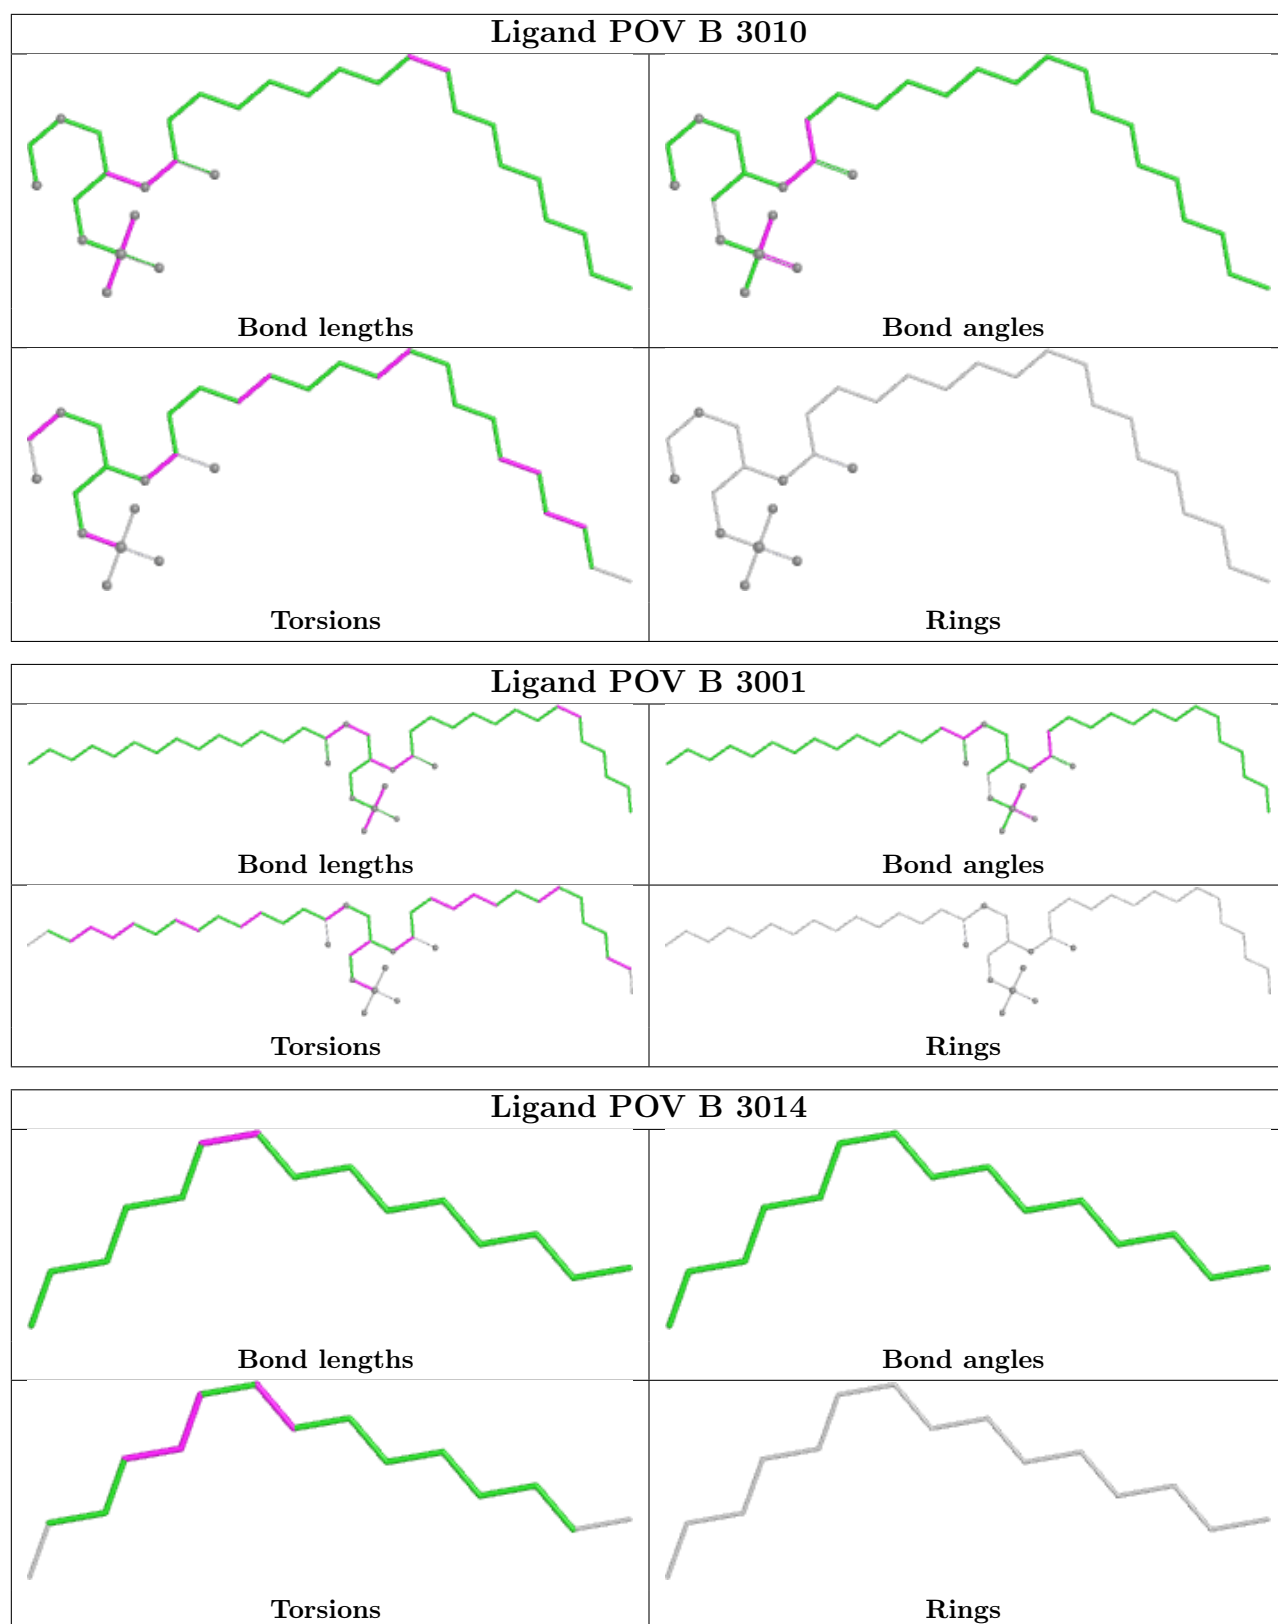 Ligand POV B 3010
Bond lengths
Bond angles
Torsions
Rings
Ligand POV B 3001
Bond lengths
Bond angles
Torsions
Rings
Ligand POV B 3014
Bond lengths
Bond angles
Torsions
Rings